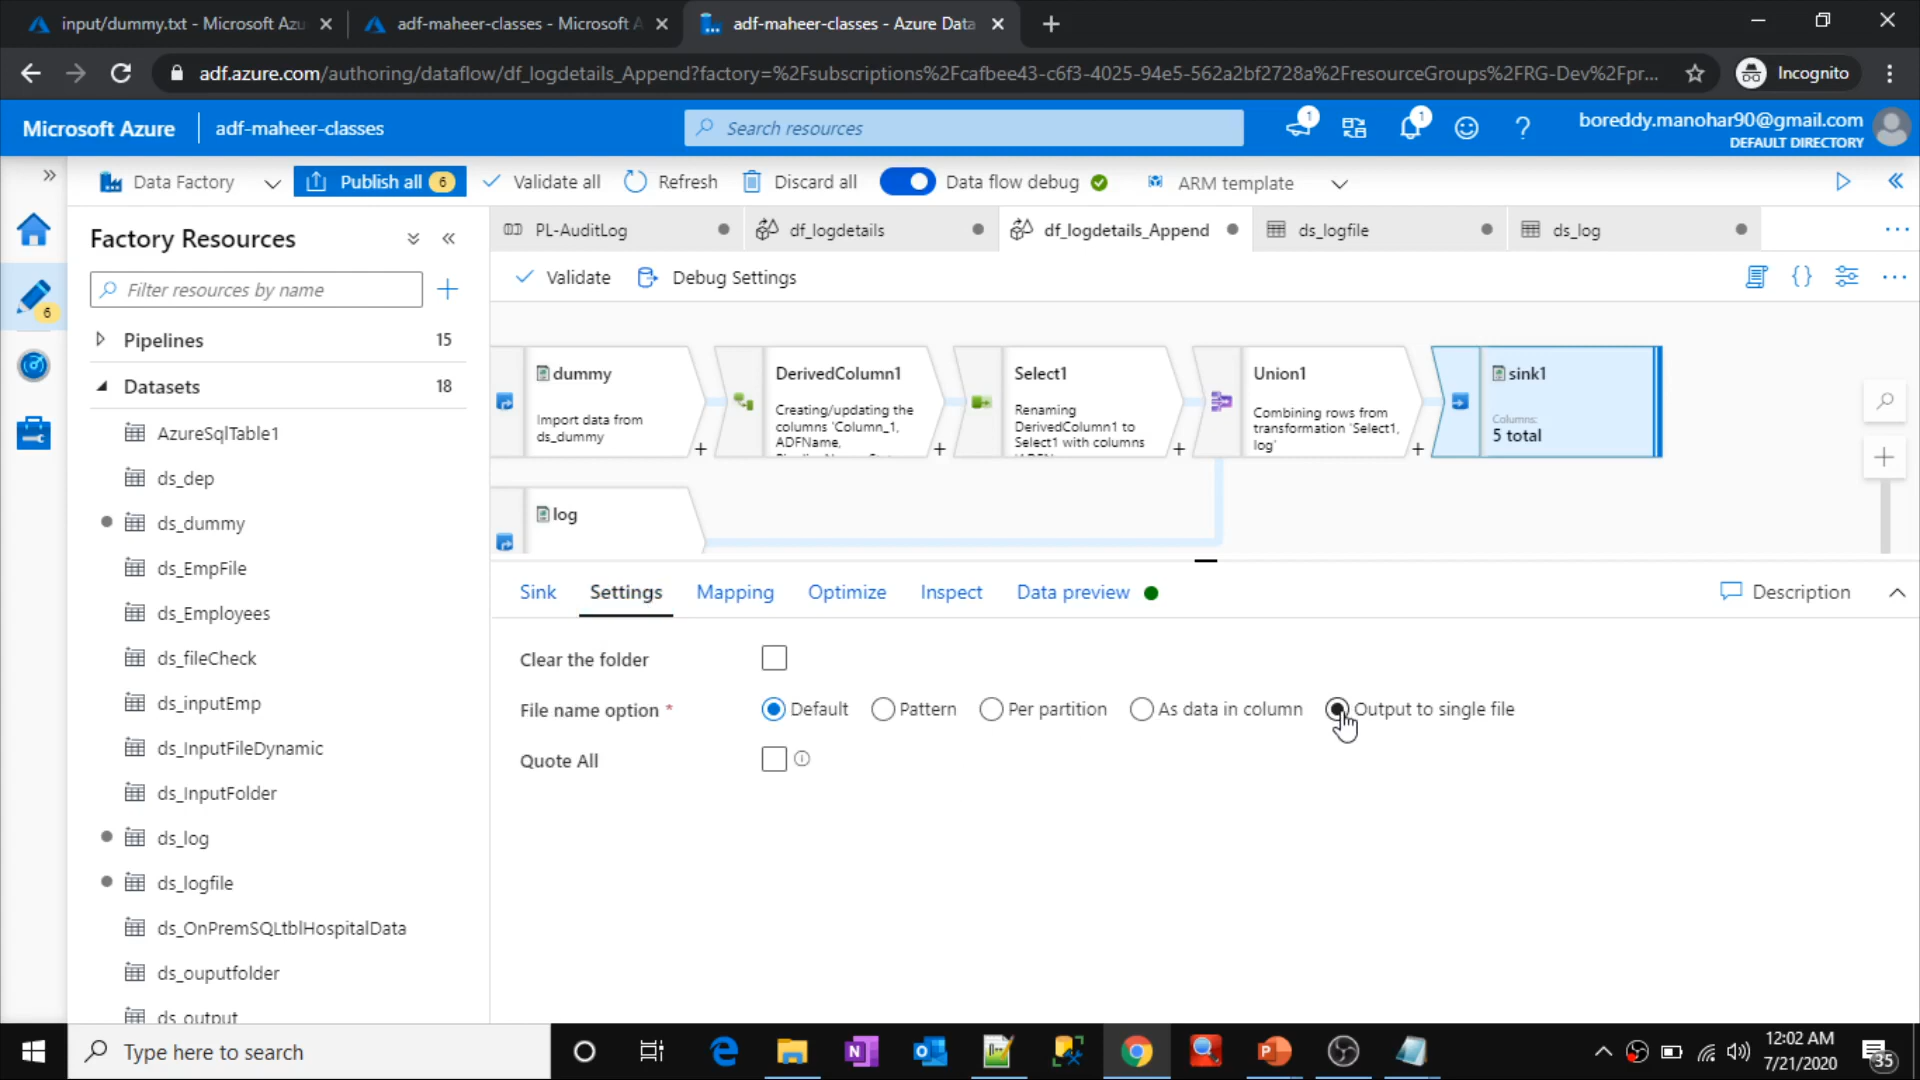 input/dummy.txt - Microsoft Azu
adf-maheer-classes - Microsoft A
adf-maheer-classes - Azure Data
adf.azure.com/authoring/dataflow/df_logdetails_Append?factory=%2Fsubscriptions%2Fcafbee43-c6f3-4025-94e5-562a2bf2728a%2FresourceGroups%2FRG-Dev%2Fpr...
Incognito
Microsoft Azure
adf-maheer-classes
Search resources
1
1
boreddy.manohar90@gmail.com
DEFAULT DIRECTORY
Data Factory
Publish all 6
Validate all
Refresh
Discard all
Data flow debug
ARM template
Factory Resources
PL-AuditLog
df_logdetails
df_logdetails_Append
ds_logfile
ds_log
Validate
Debug Settings
Filter resources by name
6
Pipelines 15
Datasets 18
AzureSqlTable1
ds_dep
ds_dummy
ds_EmpFile
ds_Employees
ds_fileCheck
ds_inputEmp
ds_InputFileDynamic
ds_InputFolder
ds_log
ds_logfile
ds_OnPremSQLtblHospitalData
ds_ouputfolder
ds_output
dummy
Import data from
ds_dummy
DerivedColumn1
Creating/updating the
columns 'Column_1,
ADFName,
Select1
Renaming
DerivedColumn1 to
Select1 with columns
Union1
Combining rows from
transformation 'Select1,
log'
sink1
Columns:
5 total
log
Sink
Settings
Mapping
Optimize
Inspect
Data preview
Description
Clear the folder
File name option *
Default
Pattern
Per partition
As data in column
Output to single file
Quote All
Type here to search
12:02 AM
7/21/2020
35